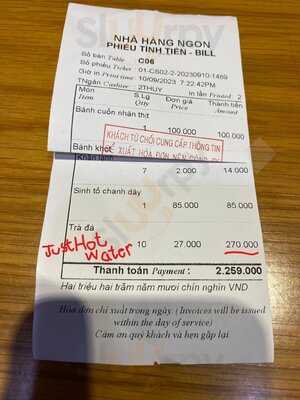 NHÀ HÀNG NGON
PHIẾU TÍNH TIỀN - BILL
Số bàn Table : C06
Số phiếu Ticket : 01-CS02-2-20230910-1489
Giờ in Print time : 10/09/2023 7:22:42PM
TNgân Cashier : 2THUY In lần Printed : 2
Món Item S.Lg Q.ty Đơn giá Price Thành tiền Amount
Bánh cuốn nhân thịt
1 100.000 100.000
KHÁCH TỪ CHỐI CUNG CẤP THÔNG TIN
Bánh khọt XUẤT HÓA ĐƠN NÊN CÔNG
Khăn
7 2.000 14.000
Sinh tố chanh dây
1 85.000 85.000
Trà đá
Just Hot
Water
10 27.000 270.000
Thanh toán Payment : 2.259.000
Hai triệu hai trăm năm mươi chín nghìn VND
Hóa đơn chỉ xuất trong ngày. ( Invoices will be issued
within the day of service)
Cám ơn quý khách và hẹn gặp lại